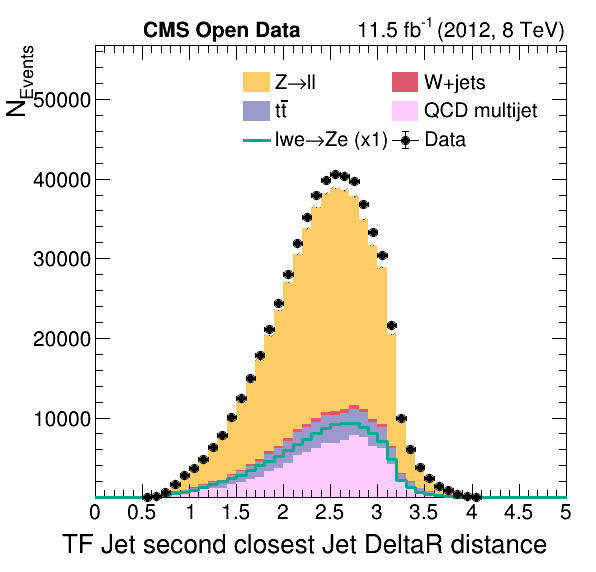 CMS Open Data 11.5 fb⁻¹ (2012, 8 TeV)
N_Events
Z→ll W+jets
tt̄ QCD multijet
lwe→Ze (x1) Data
50000
40000
30000
20000
10000
0 0.5 1 1.5 2 2.5 3 3.5 4 4.5 5
TF Jet second closest Jet DeltaR distance